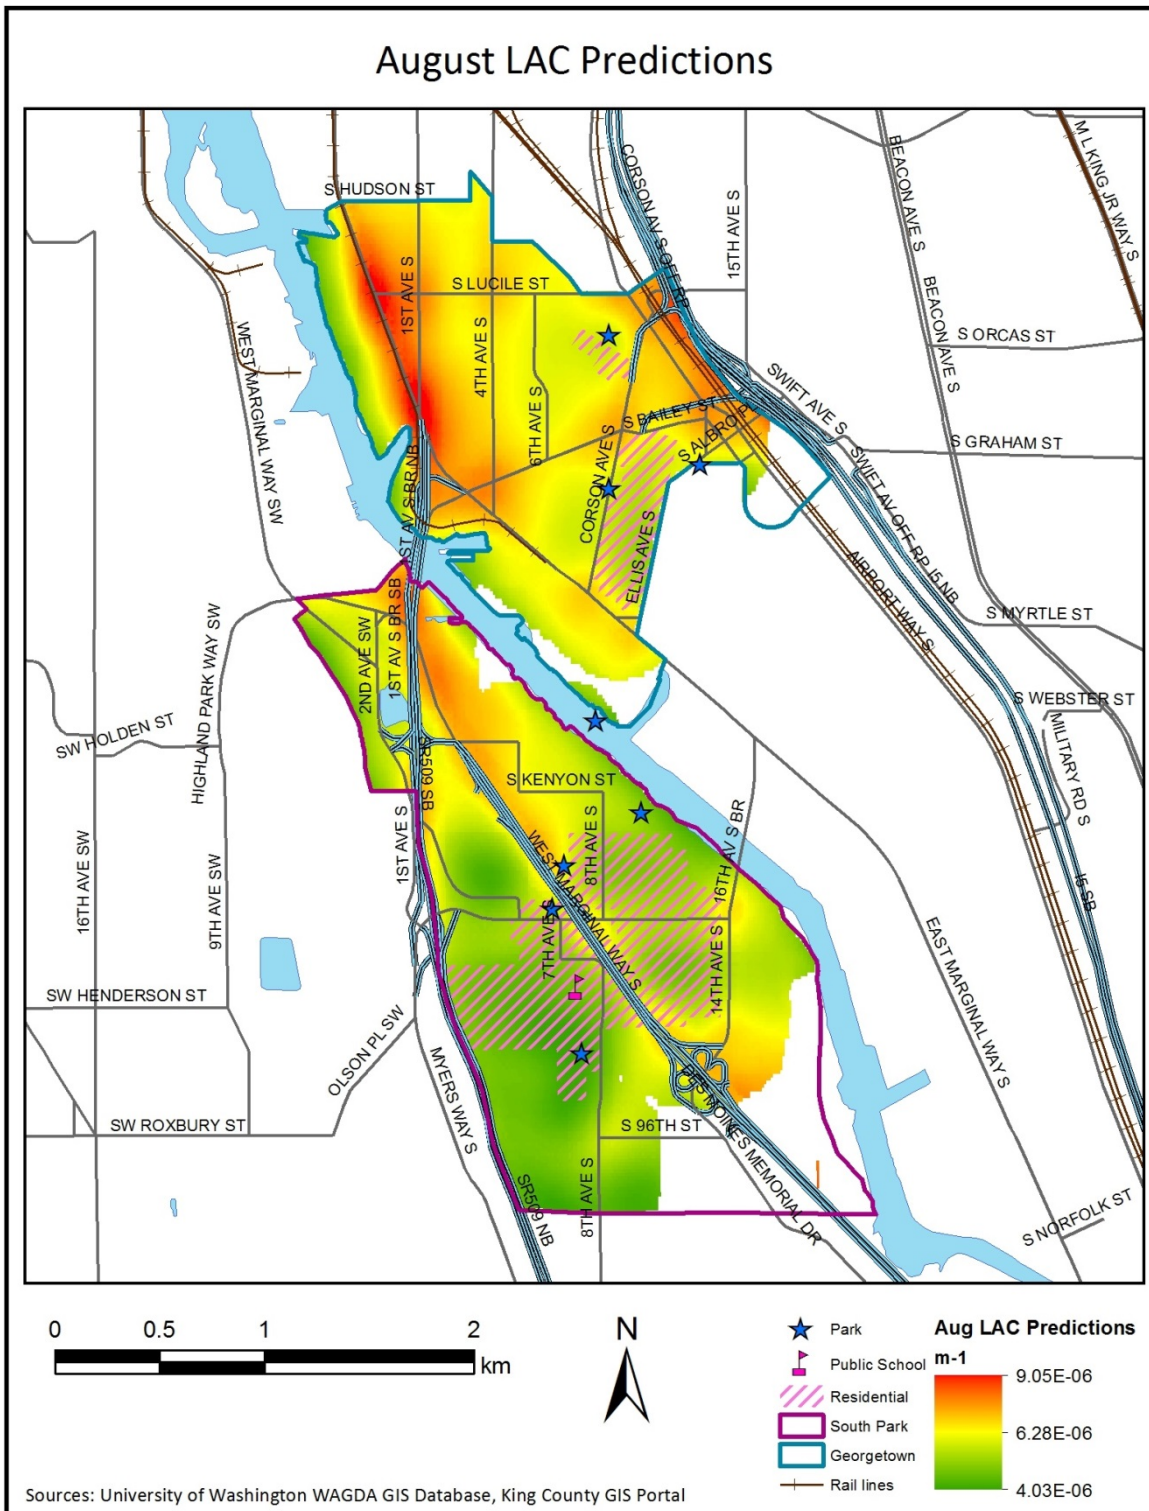 August LAC Predictions
S HUDSON ST
CORSON AV S OFF RP
15TH AVE S
BEACON AVE S
M L KING JR WAY S
BEACON AVE S
1ST AVE S
S LUCILE ST
4TH AVE S
WEST MARGINAL WAY SW
S ORCAS ST
SWIFT AVE S
6TH AVE S
S BAILEY ST
S ALBRO P
S GRAHAM ST
CORSON AVE S
SWIFT AV OFF RP
I5 NB
ST AV S BR NB
ELLIS AVE S
AIRPORT WAY S
S MYRTLE ST
HIGHLAND PARK WAY SW
2ND AVE SW
1ST AV S BR SB
S WEBSTER ST
MILITARY RD S
SW HOLDEN ST
SR509 SB
S KENYON ST
1ST AVE S
WEST MARGINAL WAY S
8TH AVE S
16TH AV S BR
16TH AVE SW
9TH AVE SW
7TH AVE S
14TH AVE S
I5 SB
EAST MARGINAL WAY S
SW HENDERSON ST
OLSON PL SW
MYERS WAY S
SW ROXBURY ST
S 96TH ST
DES MOINES MEMORIAL DR
SR509 NB
8TH AVE S
S NORFOLK ST
0 0.5 1 2
km
N
Park
Public School
Residential
South Park
Georgetown
Rail lines
Aug LAC Predictions
m-1
9.05E-06
6.28E-06
4.03E-06
Sources: University of Washington WAGDA GIS Database, King County GIS Portal